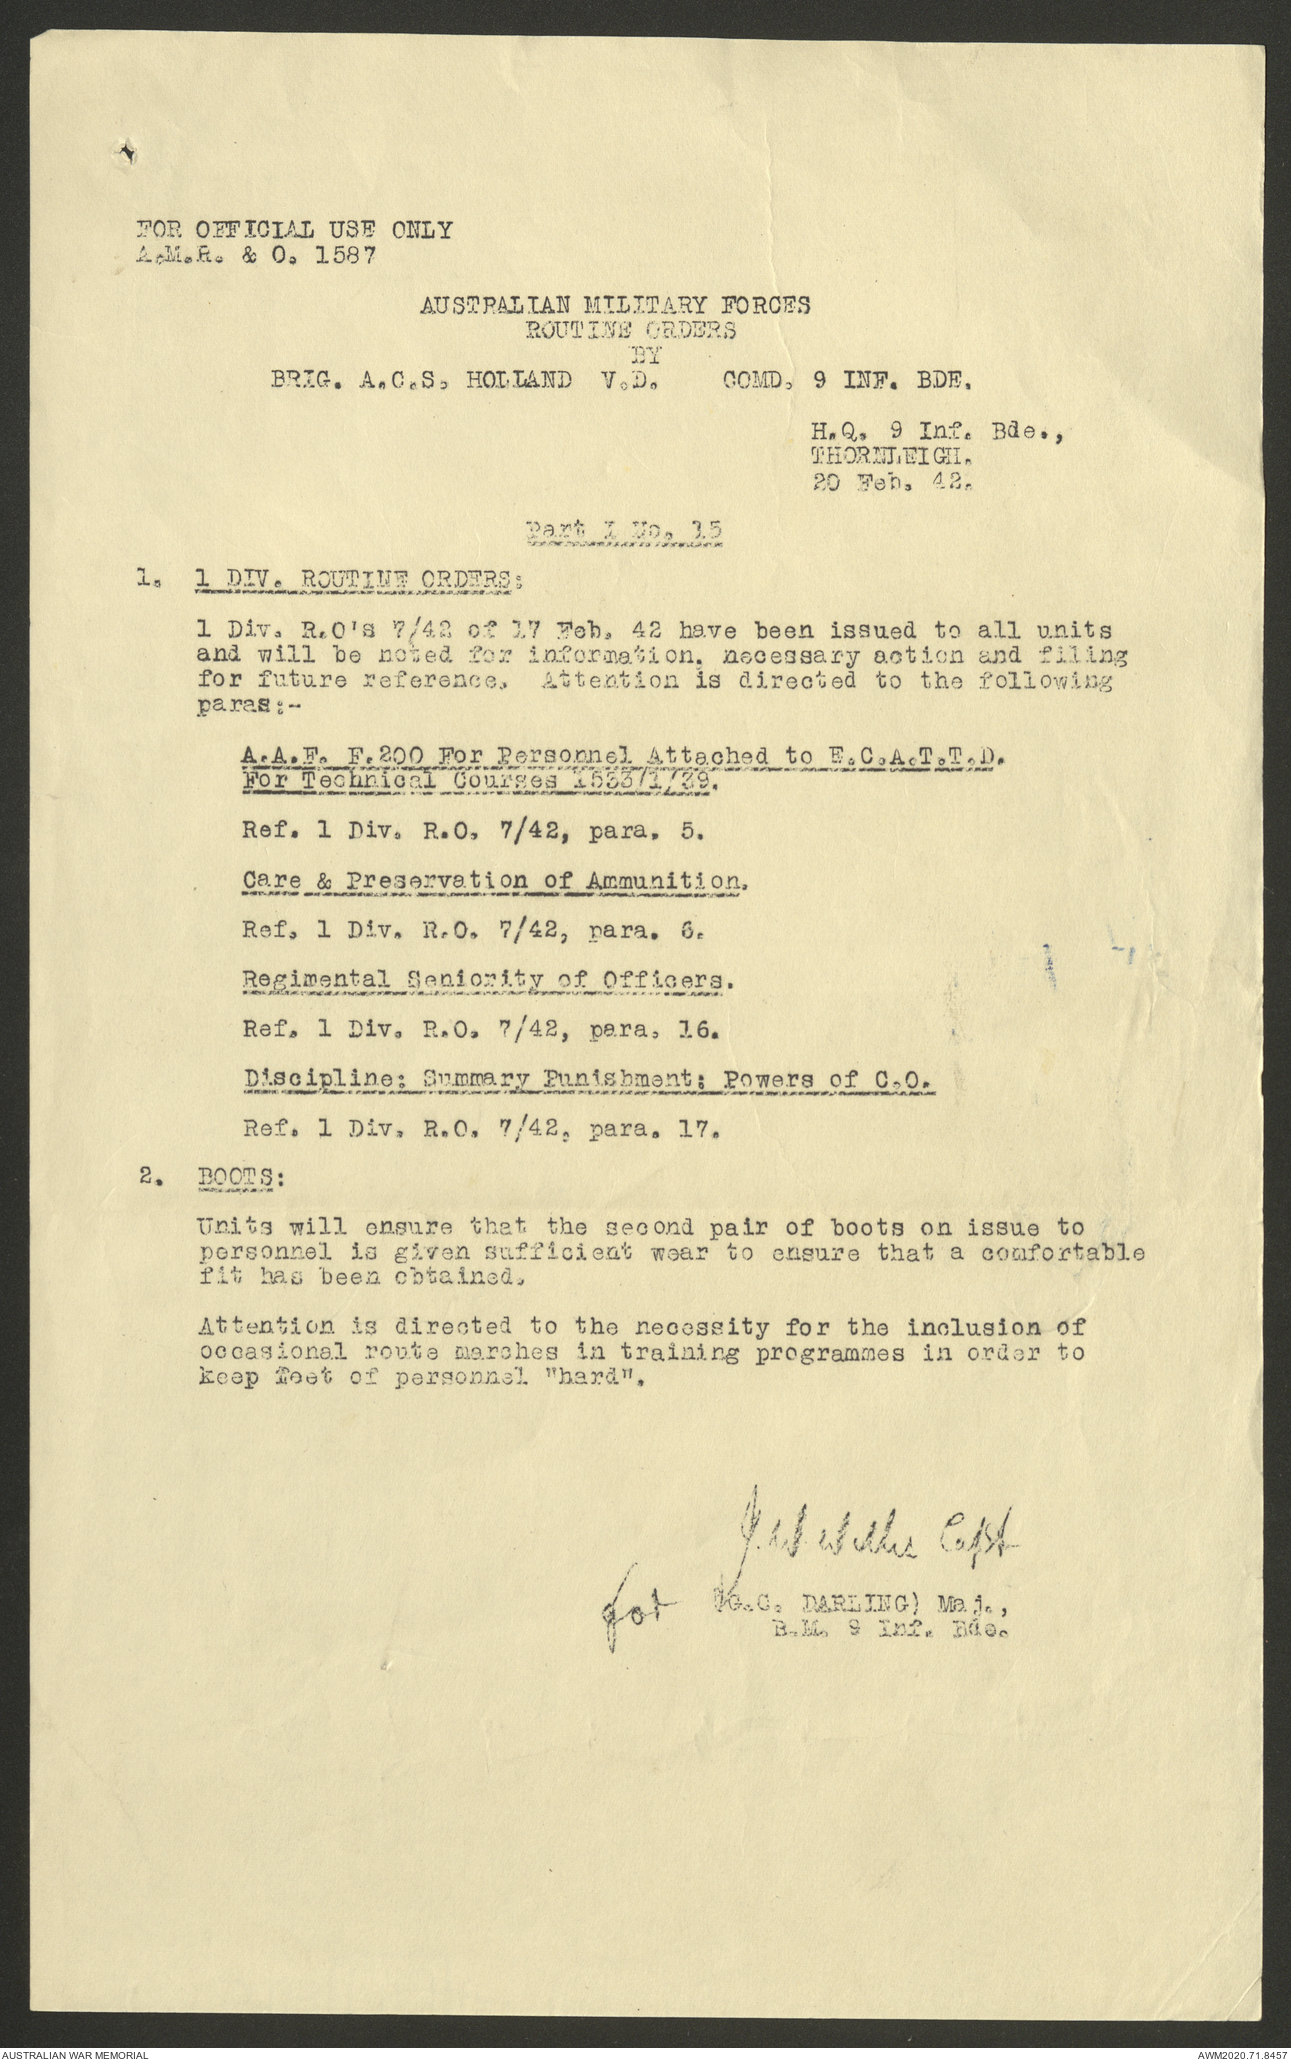 FOR OFFICIAL USE ONLY
A.M.R. & O. 1587
AUSTRALIAN MILITARY FORCES
ROUTINE ORDERS
BY
BRIG. A.C.S. HOLLAND V.D. COMD. 9 INF. BDE.
H.Q. 9 Inf. Bde.,
THORNLEIGH.
20 Feb. 42.
Part I No. 15
1. 1 DIV. ROUTINE ORDERS:
1 Div. R.O's 7/42 of 17 Feb. 42 have been issued to all units
and will be noted for information, necessary action and filing
for future reference. Attention is directed to the following
paras:-
A.A.F. F.200 For Personnel Attached to E.C.A.T.T.D.
For Technical Courses 1533/1/39.
Ref. 1 Div. R.O. 7/42, para. 5.
Care & Preservation of Ammunition.
Ref. 1 Div. R.O. 7/42, para. 6.
Regimental Seniority of Officers.
Ref. 1 Div. R.O. 7/42, para. 16.
Discipline: Summary Punishment: Powers of C.O.
Ref. 1 Div. R.O. 7/42, para. 17.
2. BOOTS:
Units will ensure that the second pair of boots on issue to
personnel is given sufficient wear to ensure that a comfortable
fit has been obtained.
Attention is directed to the necessity for the inclusion of
occasional route marches in training programmes in order to
keep feet of personnel "hard".
Capt
for (G.C. DARLING) Maj.,
B.M. 9 Inf. Bde.
AUSTRALIAN WAR MEMORIAL
AWM2020.71.8457